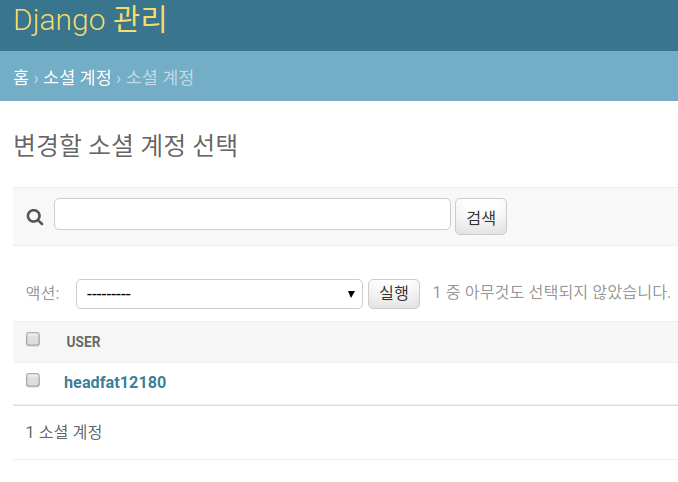 Django 관리
홈 › 소셜 계정 › 소셜 계정
변경할 소셜 계정 선택
검색
액션: --------- 실행 1 중 아무것도 선택되지 않았습니다.
USER
headfat12180
1 소셜 계정